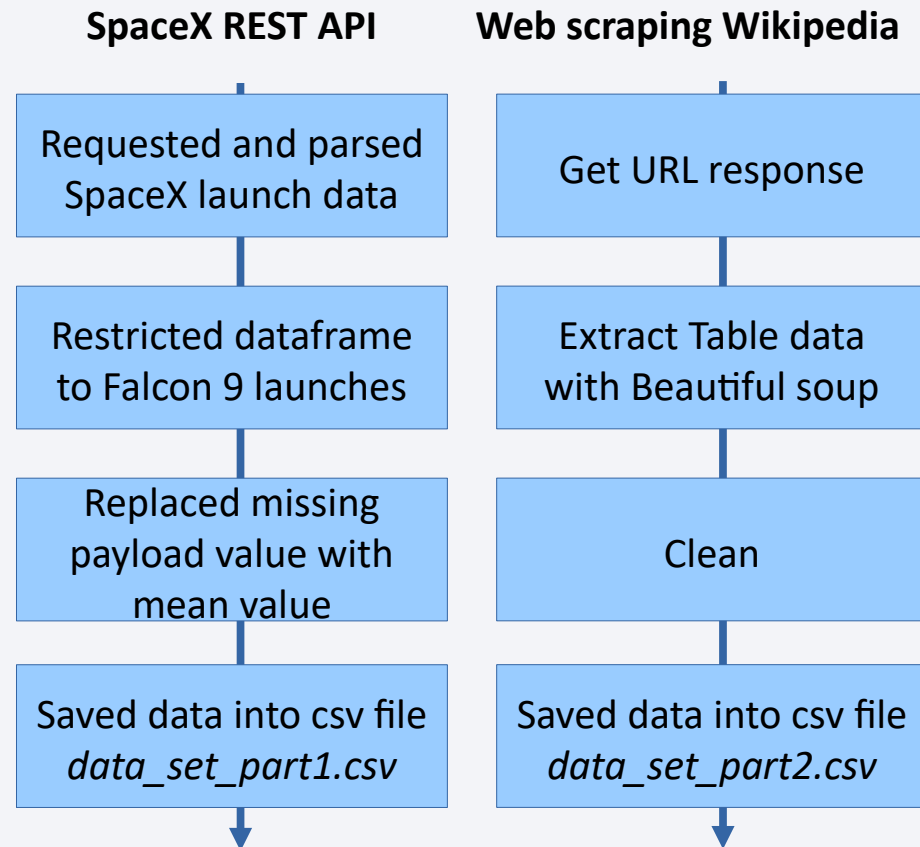 SpaceX REST API
Requested and parsed
SpaceX launch data
Restricted dataframe
to Falcon 9 launches
Replaced missing
payload value with
mean value
Saved data into csv file
data_set_part1.csv
Web scraping Wikipedia
Get URL response
Extract Table data
with Beautiful soup
Clean
Saved data into csv file
data_set_part2.csv